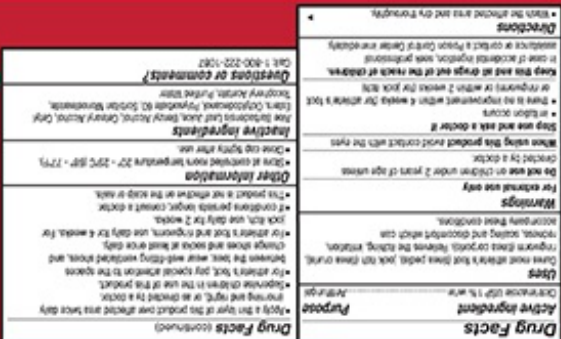 Drug Facts
Active ingredient Purpose
Clotrimazole USP 1% w/w Antifungal
Uses
Cures most athlete's foot (tinea pedis), jock itch (tinea cruris),
ringworm (tinea corporis). Relieves the itching, irritation,
redness, scaling and discomfort which can
accompany these conditions.
Warnings
For external use only
Do not use on children under 2 years of age unless
directed by a doctor.
When using this product avoid contact with the eyes
Stop use and ask a doctor if
• irritation occurs
• there is no improvement within 4 weeks (for athlete's foot
or ringworm) or within 2 weeks (for jock itch)
Keep this and all drugs out of the reach of children.
In case of accidental ingestion, seek professional
assistance or contact a Poison Control Center immediately
Directions
• Wash the affected area and dry thoroughly.
Drug Facts (continued)
• Apply a thin layer of this product over affected area twice daily
(morning and night), or as directed by a doctor.
• Supervise children in the use of this product.
• For athlete's foot, pay special attention to the spaces
between the toes, wear well-fitting ventilated shoes, and
change shoes and socks at least once daily.
• For athlete's foot and ringworm, use daily for 4 weeks. For
jock itch, use daily for 2 weeks.
• If conditions persists longer, consult a doctor.
• This product is not effective on the scalp or nails.
Other information
• Store at controlled room temperature 20° - 25°C (68° - 77°F).
• Close cap tightly after use.
Inactive ingredients
Aloe Barbadensis Leaf Juice, Benzyl Alcohol, Cetearyl Alcohol, Cetyl
Esters, Octyldodecanol, Polysorbate 60, Sorbitan Monostearate,
Tocopheryl Acetate, Purified Water
Questions or comments?
Call: 1-800-222-1087